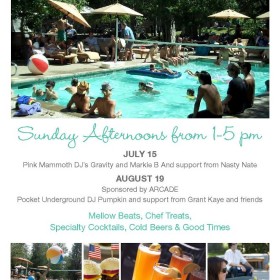 Sunday Afternoons from 1-5 pm
JULY 15
Pink Mammoth DJ's Gravity and Markie B And support from Nasty Nate
AUGUST 19
Sponsored by ARCADE
Pocket Underground DJ Pumpkin and support from Grant Kaye and friends
Mellow Beats, Chef Treats,
Specialty Cocktails, Cold Beers & Good Times